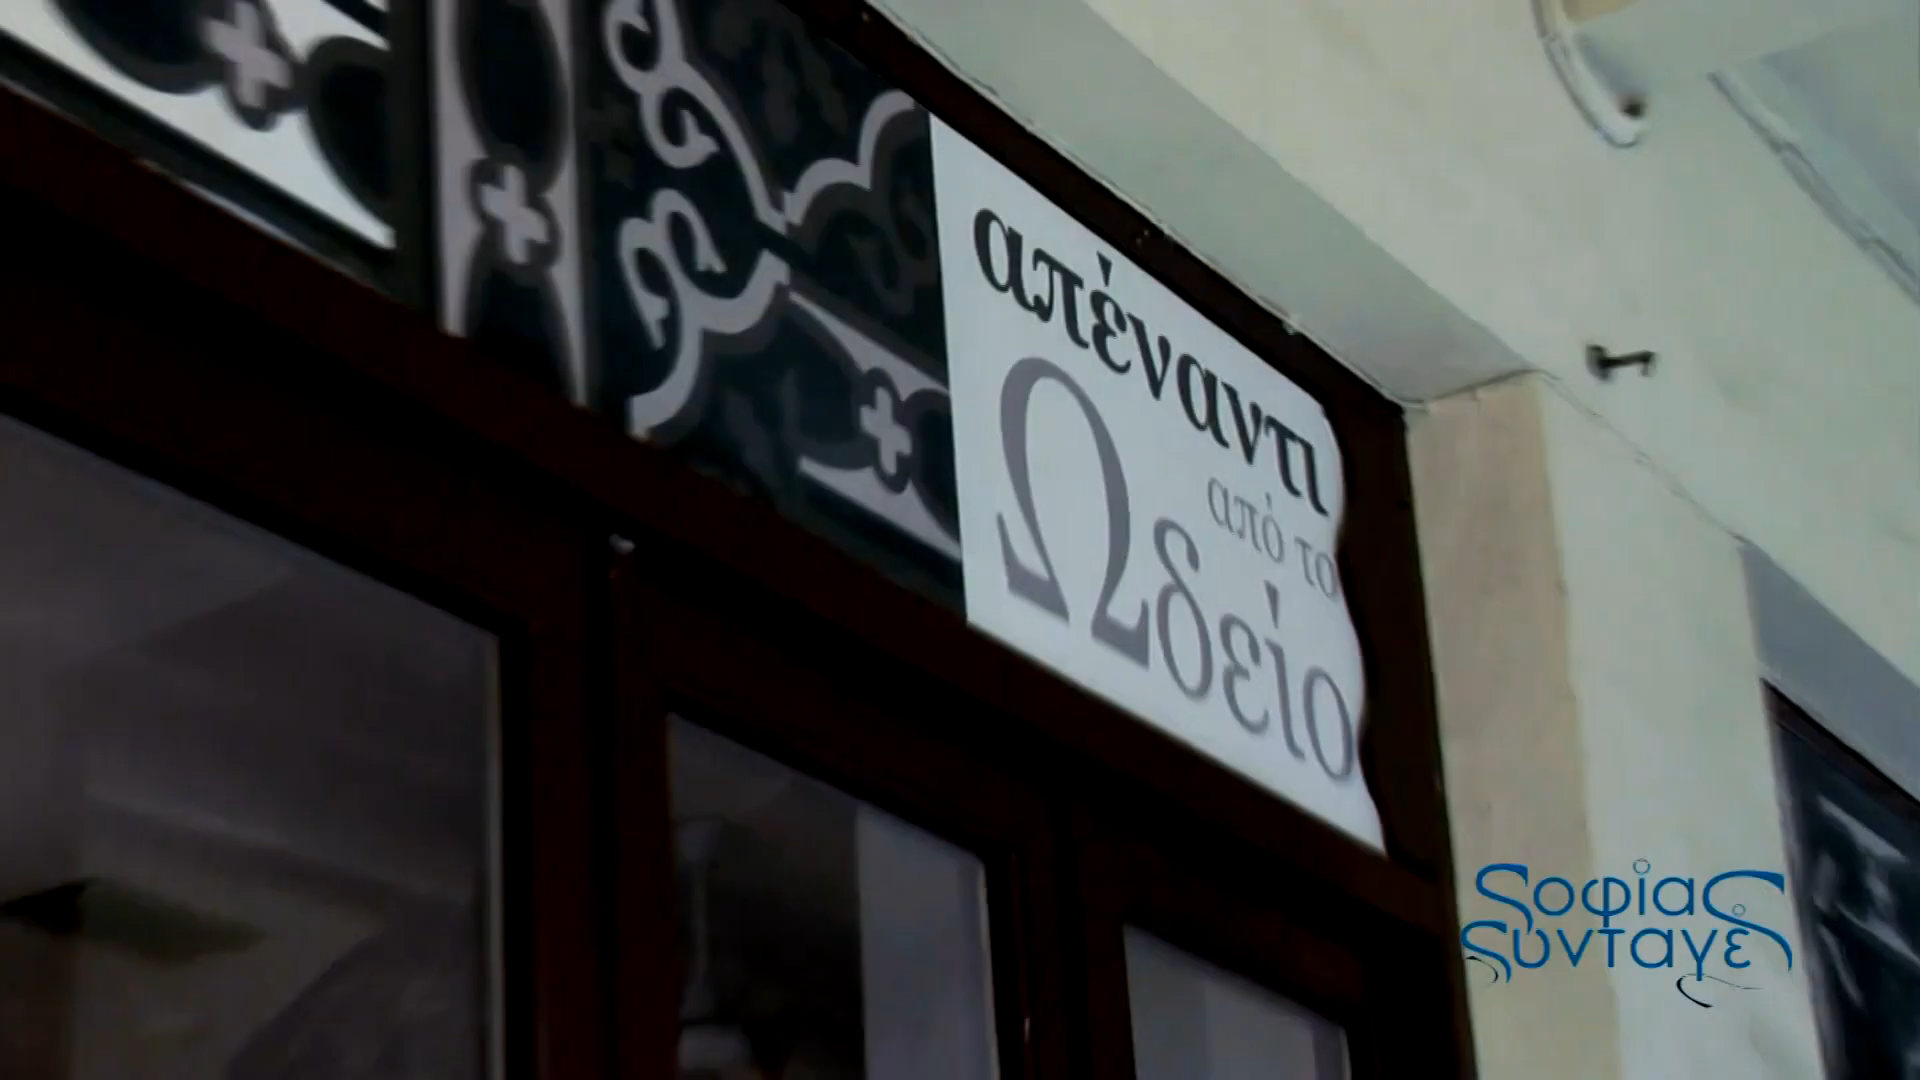 απέναντι
από το
Ωδείο
Σοφίας
Συνταγές